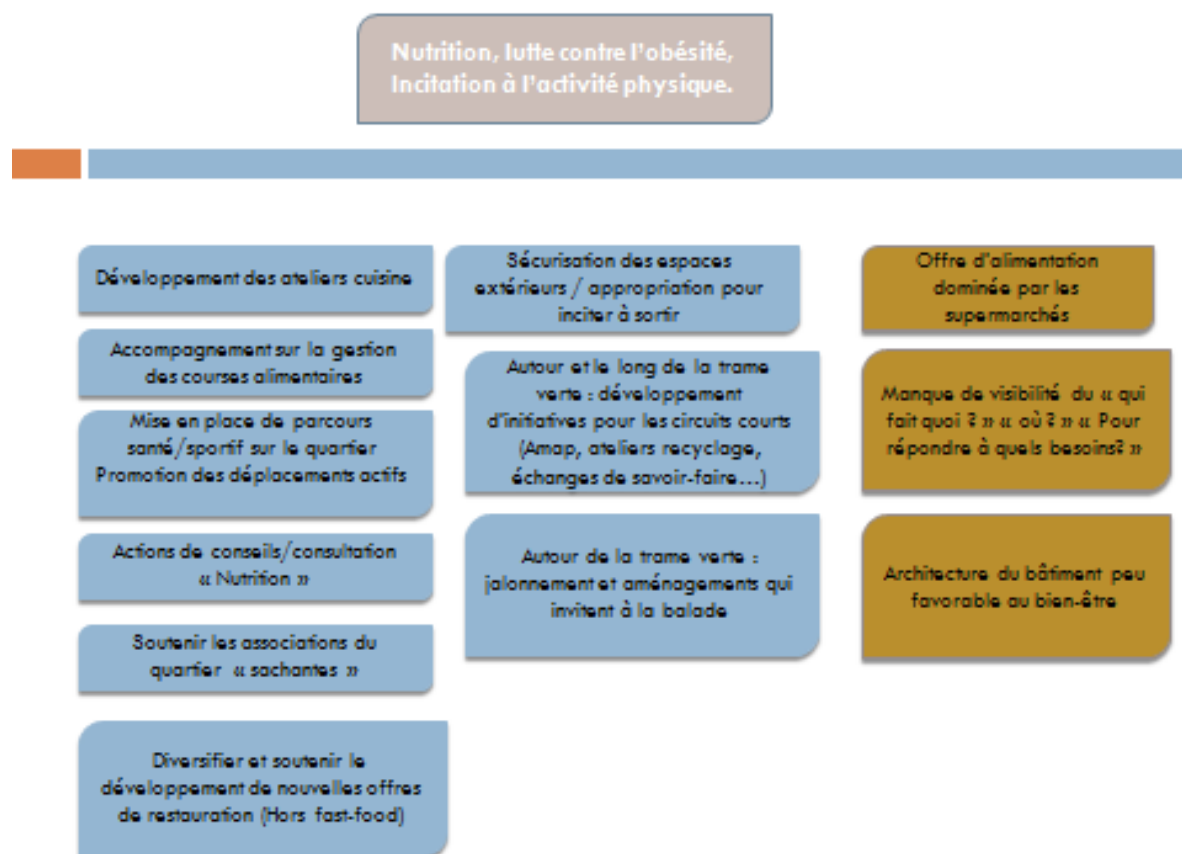 Nutrition, lutte contre l'obésité,
Incitation à l'activité physique.
Développement des ateliers cuisine
Accompagnement sur la gestion
des courses alimentaires
Mise en place de parcours
santé/sportif sur le quartier
Promotion des déplacements actifs
Actions de conseils/consultation
« Nutrition »
Soutenir les associations du
quartier « sachantes »
Diversifier et soutenir le
développement de nouvelles offres
de restauration (Hors fast-food)
Sécurisation des espaces
extérieurs / appropriation pour
inciter à sortir
Autour et le long de la trame
verte : développement
d'initiatives pour les circuits courts
(Amap, ateliers recyclage,
échanges de savoir-faire…)
Autour de la trame verte :
jalonnement et aménagements qui
invitent à la balade
Offre d'alimentation
dominée par les
supermarchés
Manque de visibilité du « qui
fait quoi ? » « où ? » « Pour
répondre à quels besoins? »
Architecture du bâtiment peu
favorable au bien-être